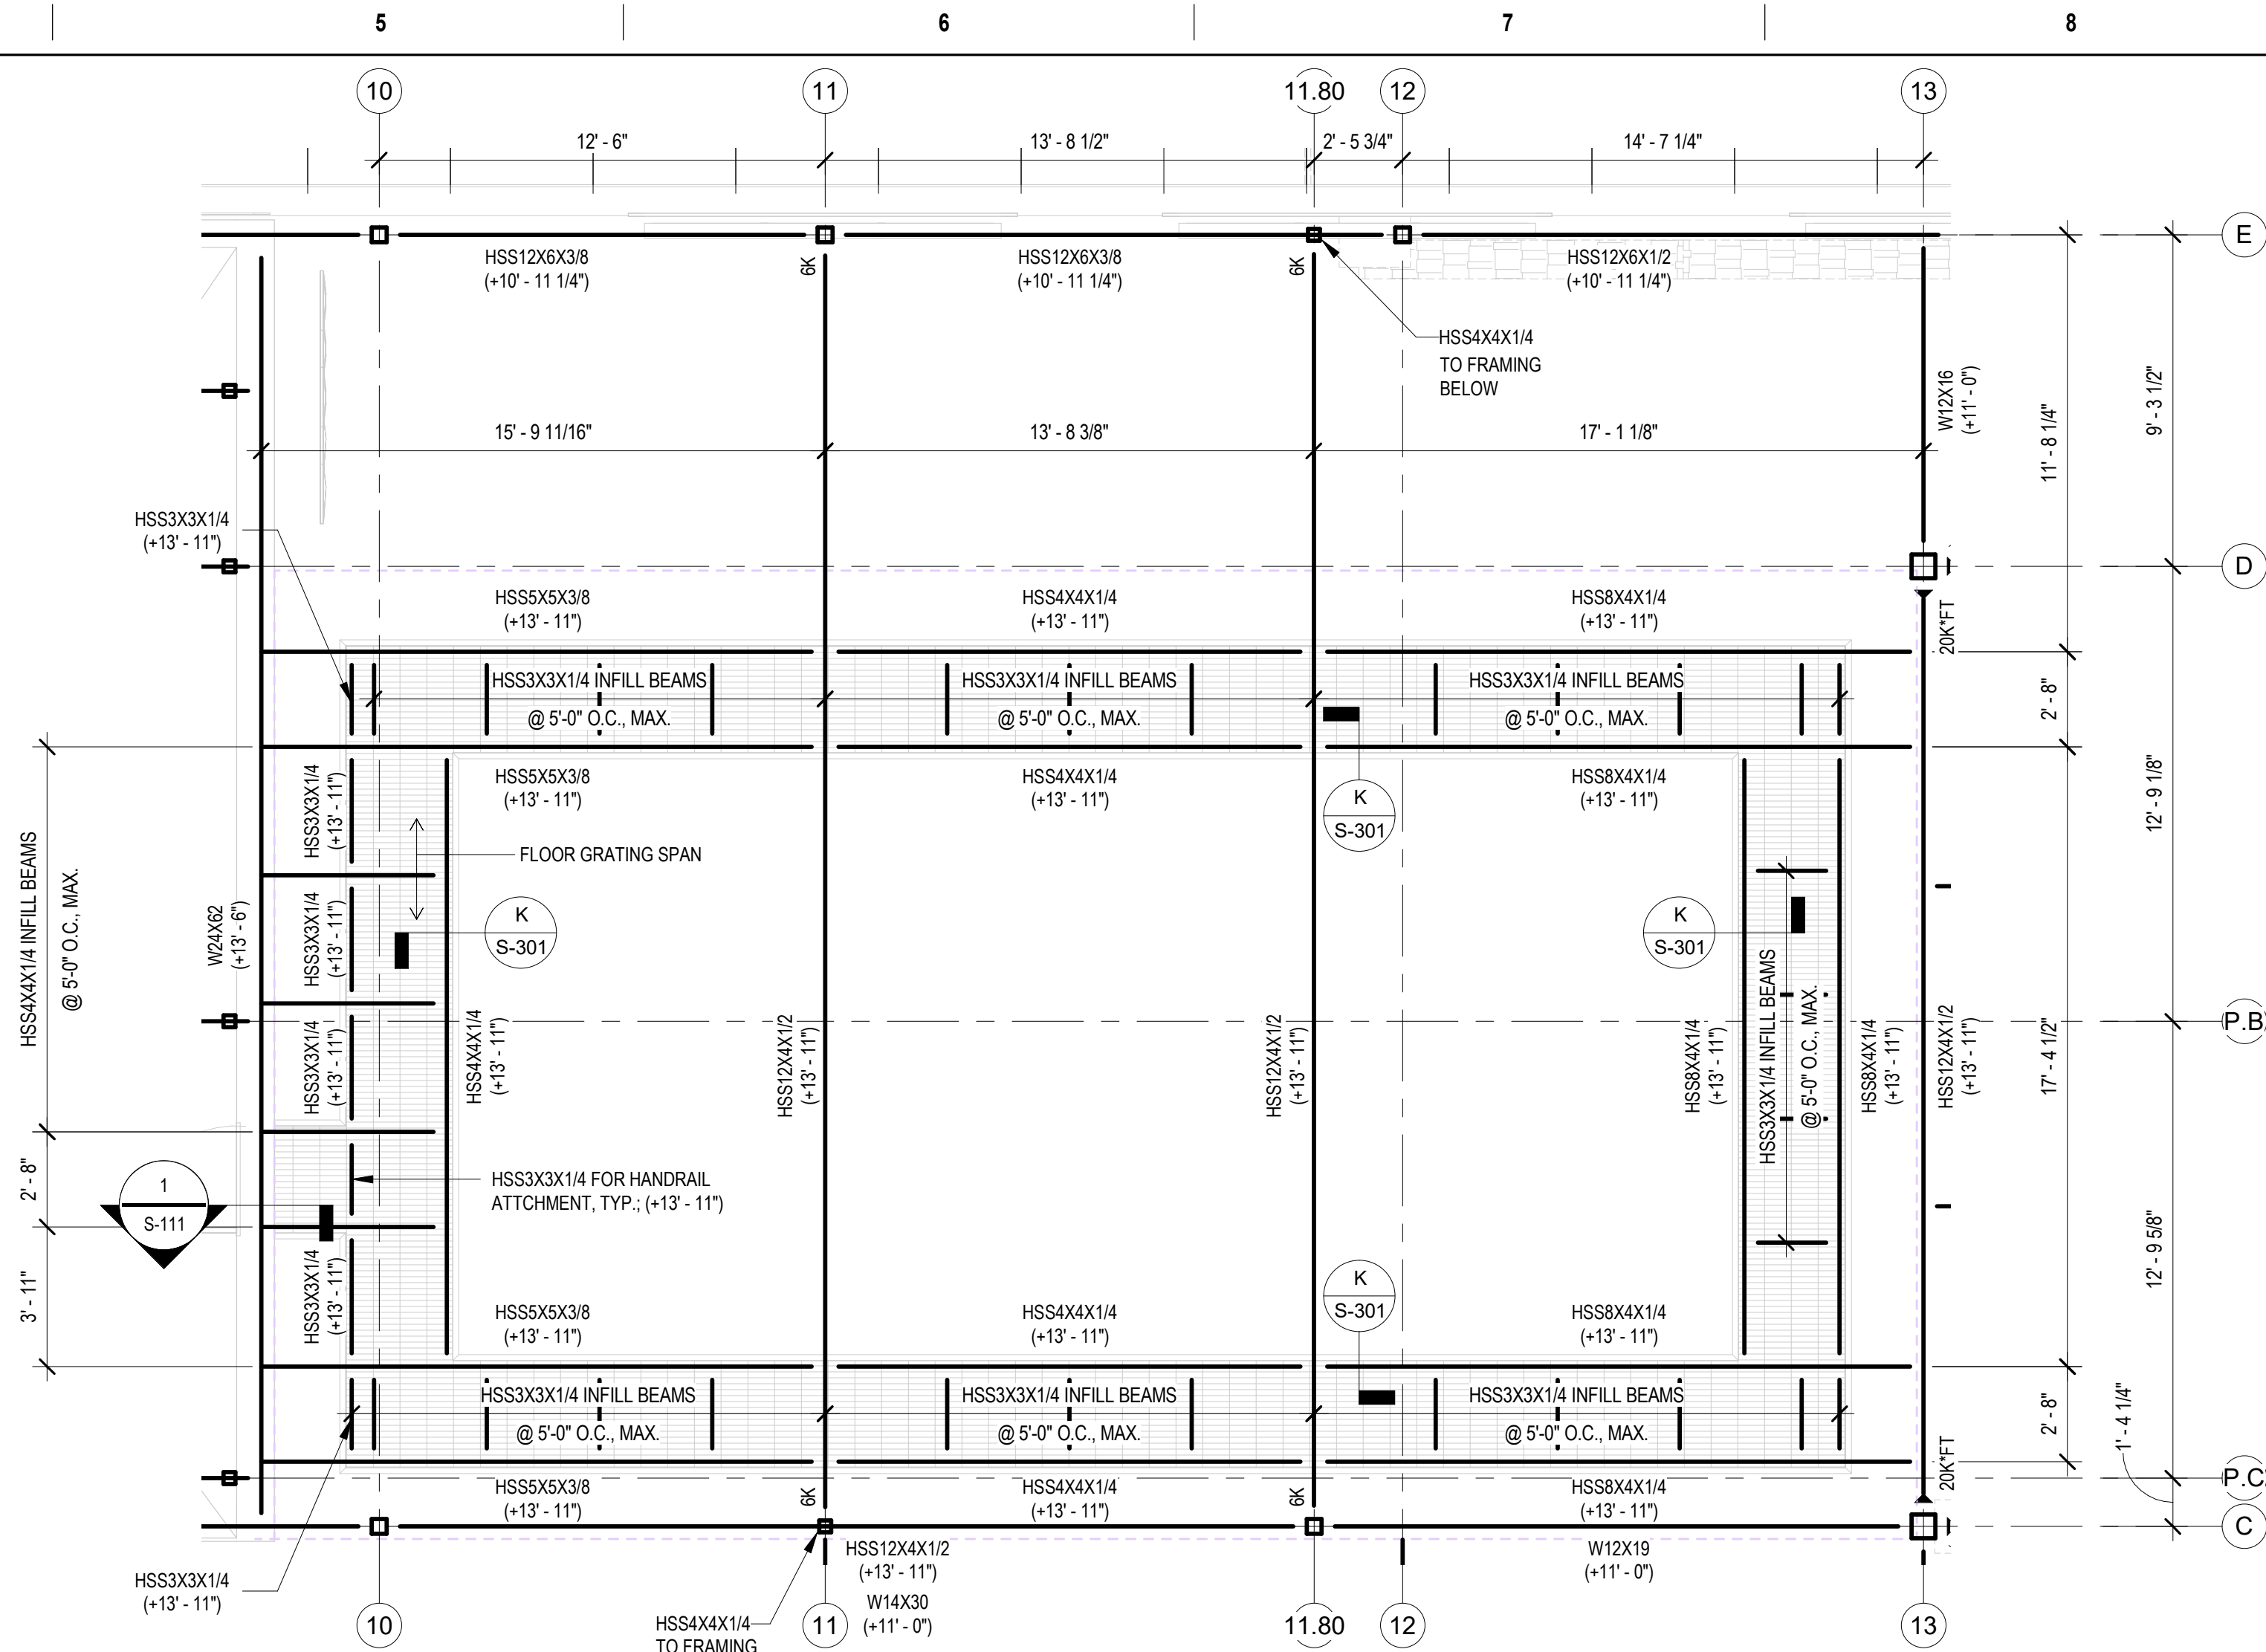 5
6
7
8
10
11
11.80
12
13
12' - 6"
13' - 8 1/2"
2' - 5 3/4"
14' - 7 1/4"
E
HSS12X6X3/8
(+10' - 11 1/4")
6K
HSS12X6X3/8
(+10' - 11 1/4")
6K
HSS12X6X1/2
(+10' - 11 1/4")
HSS4X4X1/4
TO FRAMING
BELOW
W12X16
(+11' - 0")
11' - 8 1/4"
9' - 3 1/2"
15' - 9 11/16"
13' - 8 3/8"
17' - 1 1/8"
HSS3X3X1/4
(+13' - 11")
D
HSS5X5X3/8
(+13' - 11")
HSS4X4X1/4
(+13' - 11")
HSS8X4X1/4
(+13' - 11")
20K*FT
HSS3X3X1/4 INFILL BEAMS
@ 5'-0" O.C., MAX.
HSS3X3X1/4 INFILL BEAMS
@ 5'-0" O.C., MAX.
HSS3X3X1/4 INFILL BEAMS
@ 5'-0" O.C., MAX.
2' - 8"
HSS5X5X3/8
(+13' - 11")
HSS4X4X1/4
(+13' - 11")
HSS8X4X1/4
(+13' - 11")
K
S-301
12' - 9 1/8"
HSS3X3X1/4
(+13' - 11")
FLOOR GRATING SPAN
HSS4X4X1/4 INFILL BEAMS
@ 5'-0" O.C., MAX.
W24X62
(+13' - 6")
HSS3X3X1/4
(+13' - 11")
K
S-301
K
S-301
HSS3X3X1/4
(+13' - 11")
HSS4X4X1/4
(+13' - 11")
HSS12X4X1/2
(+13' - 11")
HSS12X4X1/2
(+13' - 11")
HSS8X4X1/4
(+13' - 11")
HSS3X3X1/4 INFILL BEAMS
@ 5'-0" O.C., MAX.
HSS8X4X1/4
(+13' - 11")
HSS12X4X1/2
(+13' - 11")
17' - 4 1/2"
P.B
2' - 8"
1
S-111
HSS3X3X1/4 FOR HANDRAIL
ATTCHMENT, TYP.; (+13' - 11")
3' - 11"
HSS3X3X1/4
(+13' - 11")
K
S-301
12' - 9 5/8"
HSS5X5X3/8
(+13' - 11")
HSS4X4X1/4
(+13' - 11")
HSS8X4X1/4
(+13' - 11")
HSS3X3X1/4 INFILL BEAMS
@ 5'-0" O.C., MAX.
HSS3X3X1/4 INFILL BEAMS
@ 5'-0" O.C., MAX.
HSS3X3X1/4 INFILL BEAMS
@ 5'-0" O.C., MAX.
2' - 8"
1' - 4 1/4"
20K*FT
P.C
HSS5X5X3/8
(+13' - 11")
6K
HSS4X4X1/4
(+13' - 11")
6K
HSS8X4X1/4
(+13' - 11")
C
HSS12X4X1/2
(+13' - 11")
W14X30
(+11' - 0")
W12X19
(+11' - 0")
HSS3X3X1/4
(+13' - 11")
HSS4X4X1/4
TO FRAMING
10
11
11.80
12
13